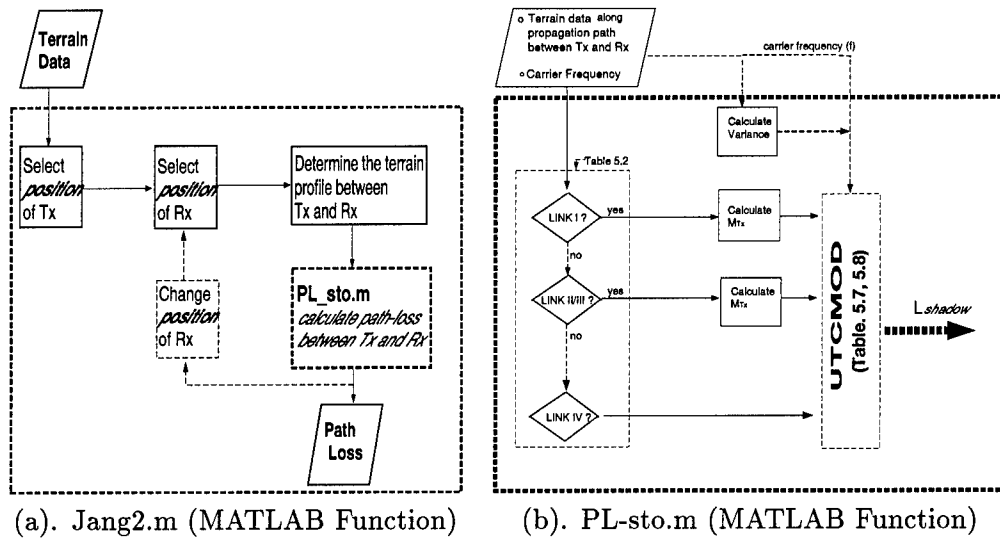 Terrain
Data
Select
position
of Tx
Select
position
of Rx
Determine the terrain
profile between
Tx and Rx
Change
position
of Rx
PL_sto.m
calculate path-loss
between Tx and Rx
Path
Loss
(a). Jang2.m (MATLAB Function)
o Terrain data along
propagation path
between Tx and Rx
o Carrier Frequency
carrier frequency (f)
Calculate
Variance
Table 5.2
LINK I ?
yes
Calculate
MTx
no
LINK II/III ?
yes
Calculate
MTx
no
LINK IV ?
UTCMOD
(Table. 5.7, 5.8)
Lshadow
(b). PL-sto.m (MATLAB Function)